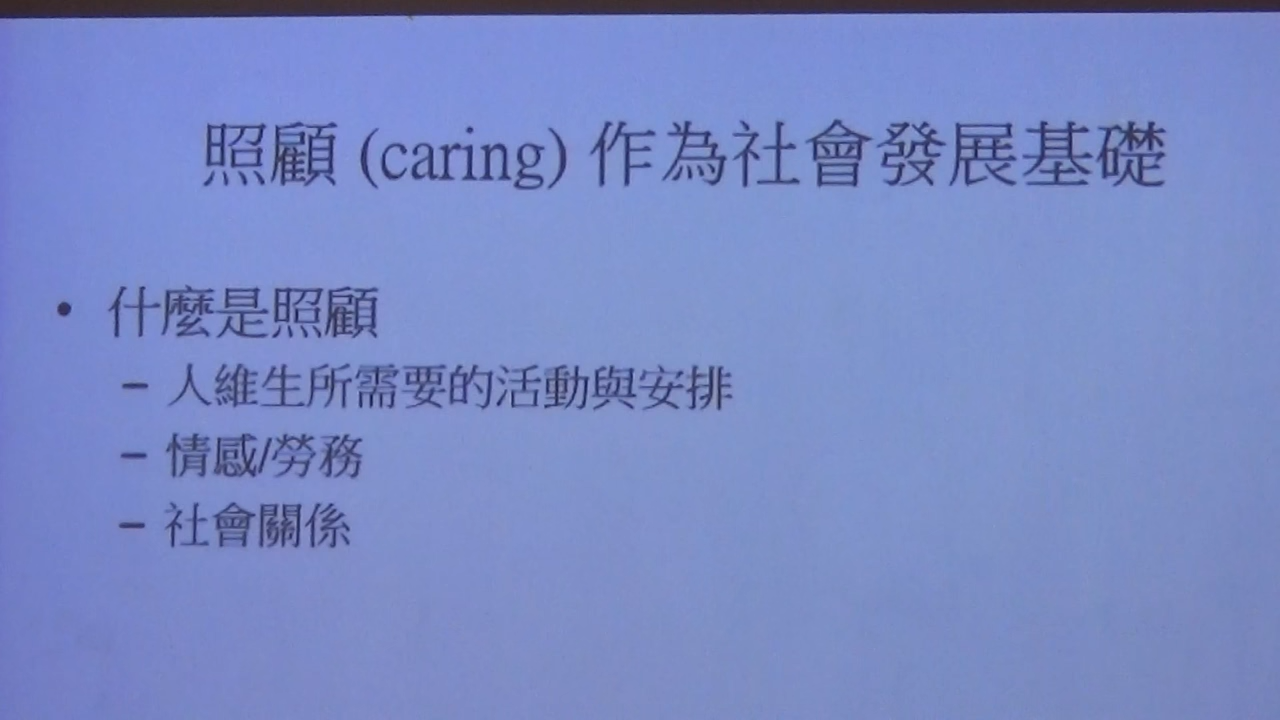 照顧 (caring) 作為社會發展基礎
• 什麼是照顧
– 人維生所需要的活動與安排
– 情感/勞務
– 社會關係